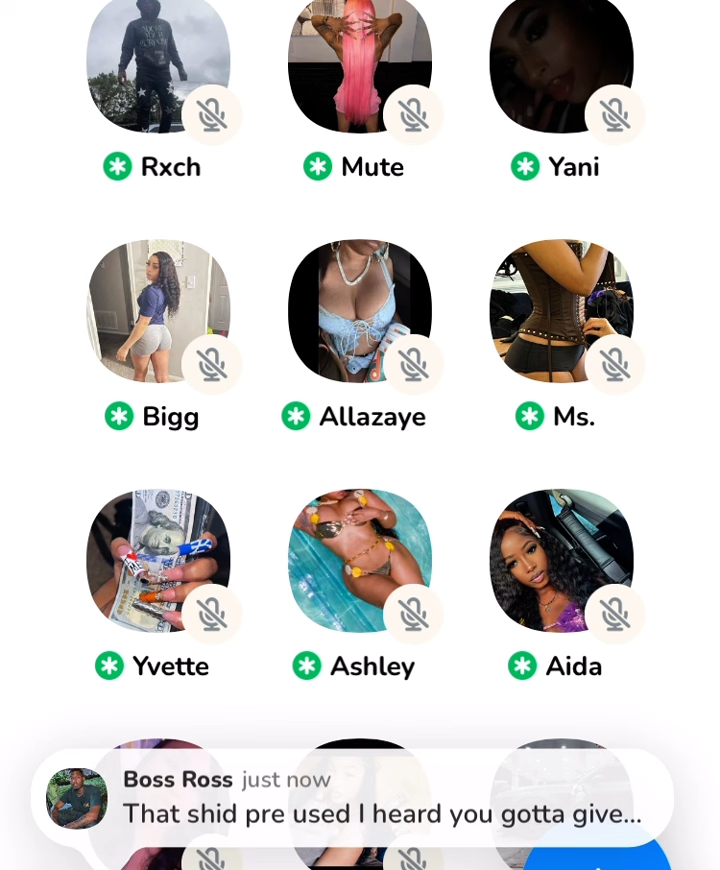 Rxch
Mute
Yani
Bigg
Allazaye
Ms.
Yvette
Ashley
Aida
Boss Ross just now
That shid pre used I heard you gotta give...